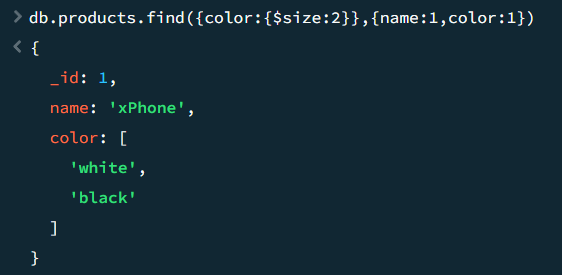 > db.products.find({color:{$size:2}},{name:1,color:1})
< {
_id: 1,
name: 'xPhone',
color: [
'white',
'black'
]
}